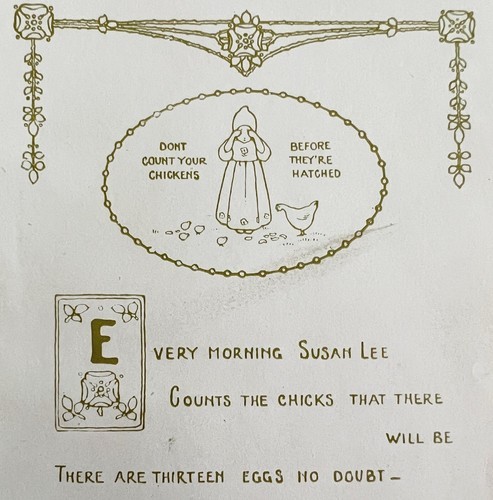 DONT
COUNT YOUR
CHICKENS
BEFORE
THEY'RE
HATCHED
EVERY MORNING SUSAN LEE
COUNTS THE CHICKS THAT THERE
WILL BE
THERE ARE THIRTEEN EGGS NO DOUBT—